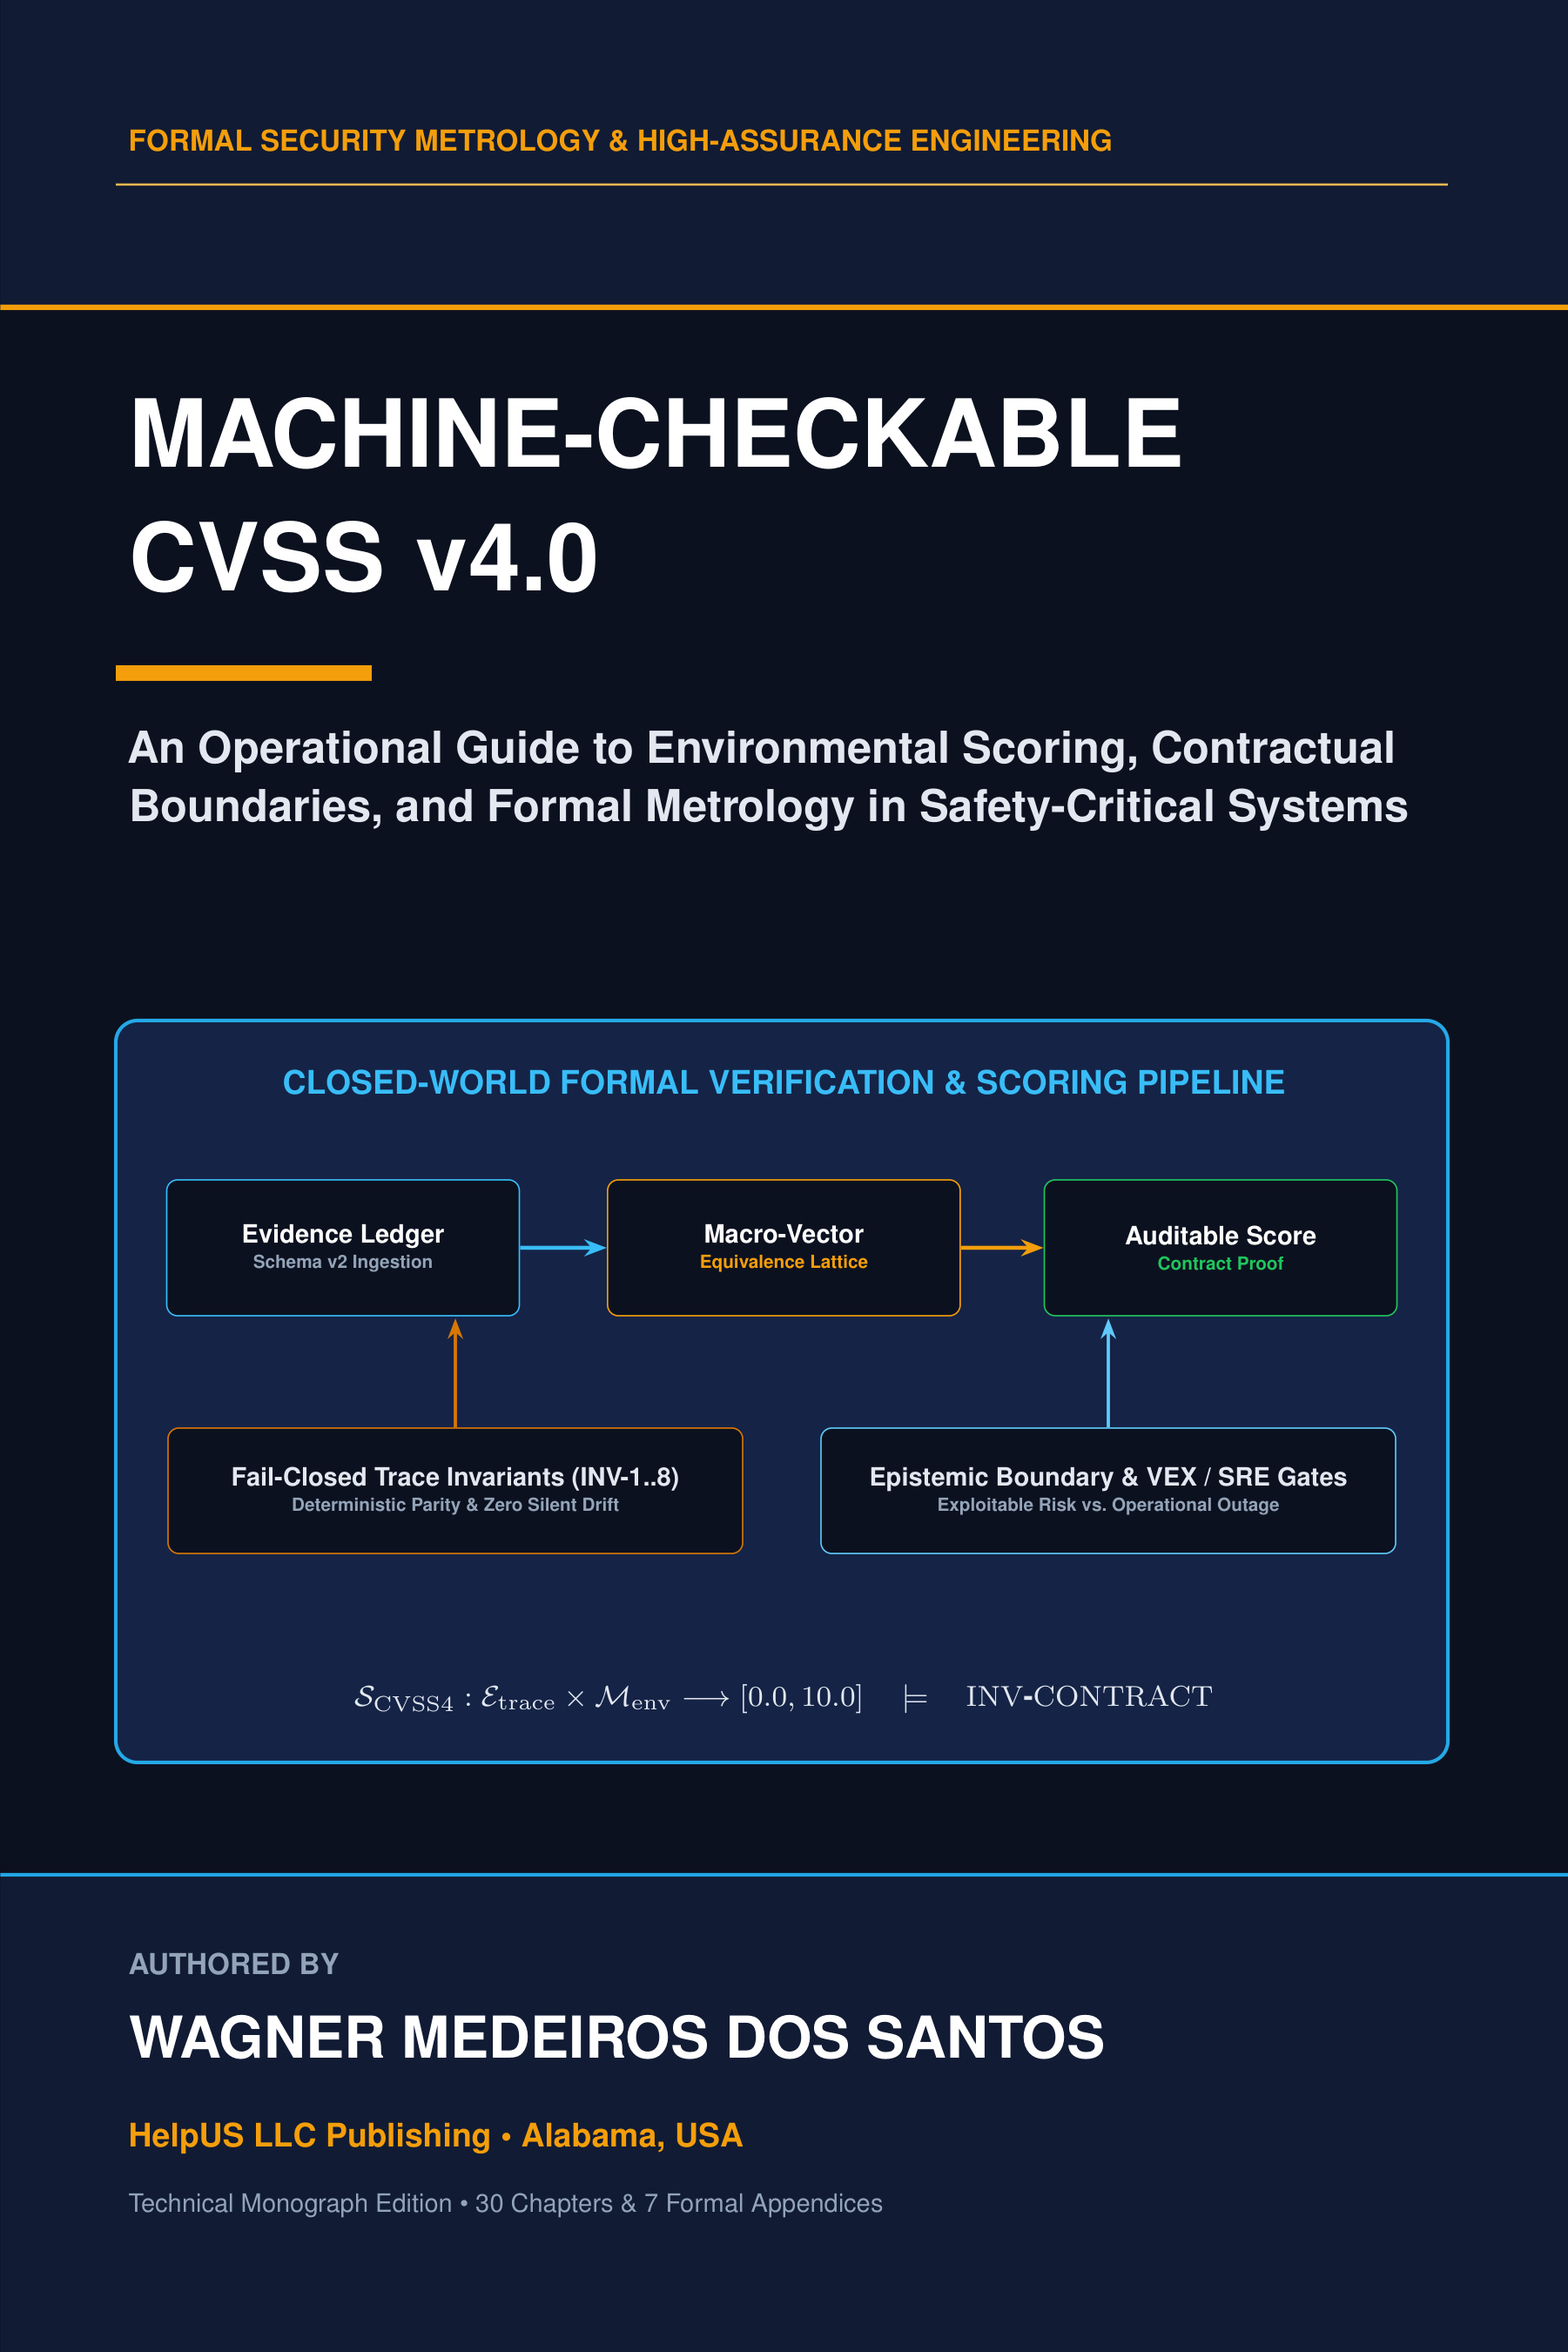 FORMAL SECURITY METROLOGY & HIGH-ASSURANCE ENGINEERING
MACHINE-CHECKABLE
CVSS v4.0
An Operational Guide to Environmental Scoring, Contractual
Boundaries, and Formal Metrology in Safety-Critical Systems
CLOSED-WORLD FORMAL VERIFICATION & SCORING PIPELINE
Evidence Ledger
Schema v2 Ingestion
Macro-Vector
Equivalence Lattice
Auditable Score
Contract Proof
Fail-Closed Trace Invariants (INV-1..8)
Deterministic Parity & Zero Silent Drift
Epistemic Boundary & VEX / SRE Gates
Exploitable Risk vs. Operational Outage
𝒮CVSS4 : ℰtrace × ℳenv ⟶ [0.0, 10.0] ⊨ INV-CONTRACT
AUTHORED BY
WAGNER MEDEIROS DOS SANTOS
HelpUS LLC Publishing • Alabama, USA
Technical Monograph Edition • 30 Chapters & 7 Formal Appendices